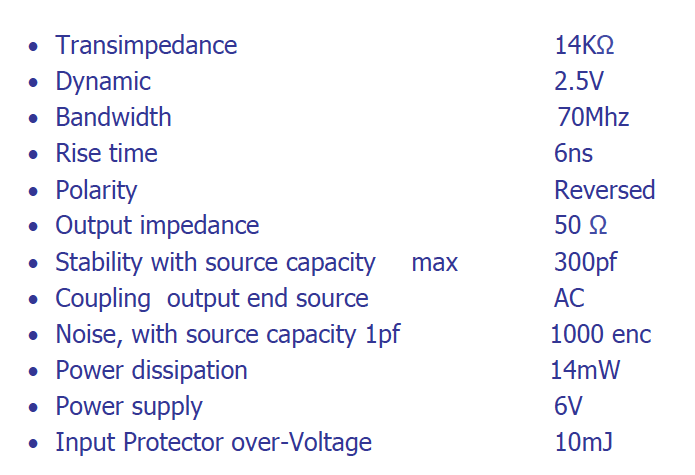 • Transimpedance 14KΩ
• Dynamic 2.5V
• Bandwidth 70Mhz
• Rise time 6ns
• Polarity Reversed
• Output impedance 50 Ω
• Stability with source capacity max 300pf
• Coupling output end source AC
• Noise, with source capacity 1pf 1000 enc
• Power dissipation 14mW
• Power supply 6V
• Input Protector over-Voltage 10mJ